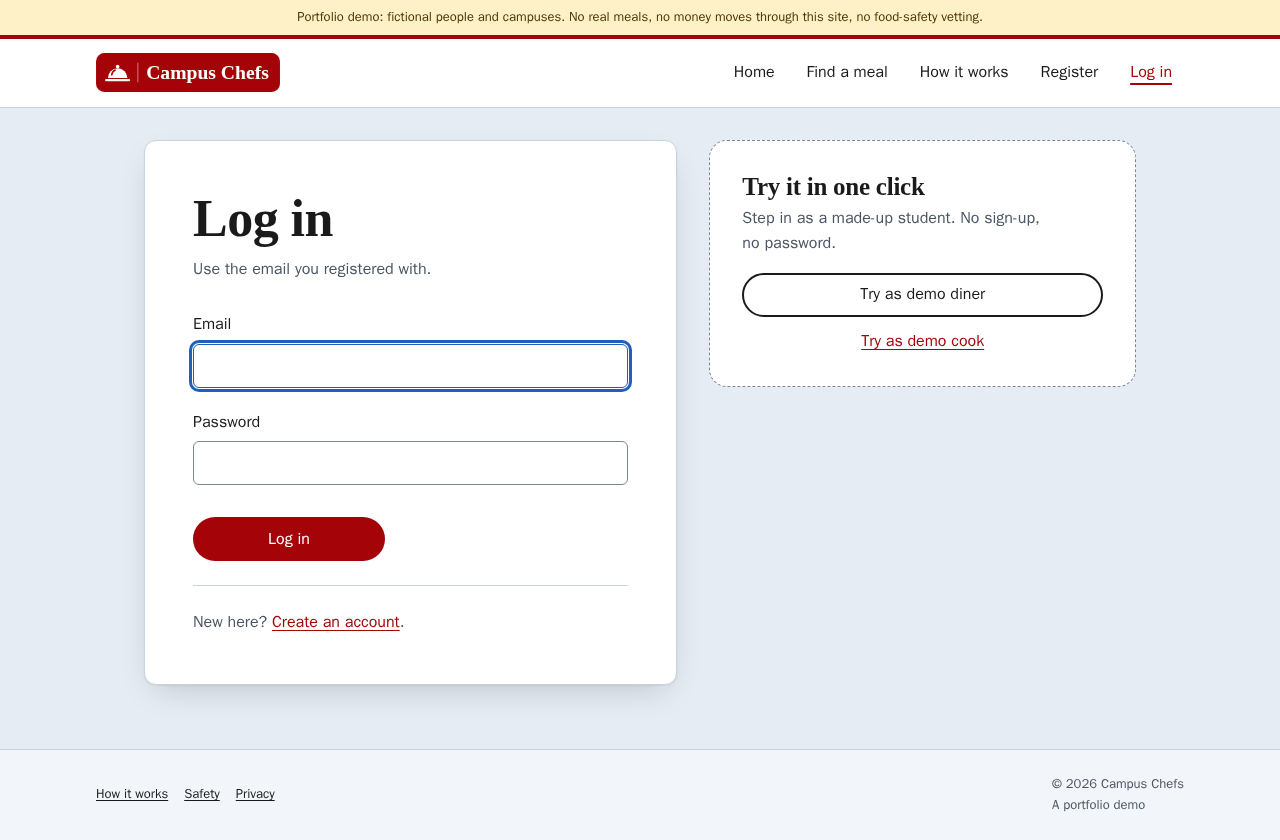 Portfolio demo: fictional people and campuses. No real meals, no money moves through this site, no food-safety vetting.
Campus Chefs
Home
Find a meal
How it works
Register
Log in
Log in
Use the email you registered with.
Email
Password
Log in
New here? Create an account.
Try it in one click
Step in as a made-up student. No sign-up,
no password.
Try as demo diner
Try as demo cook
How it works
Safety
Privacy
© 2026 Campus Chefs
A portfolio demo